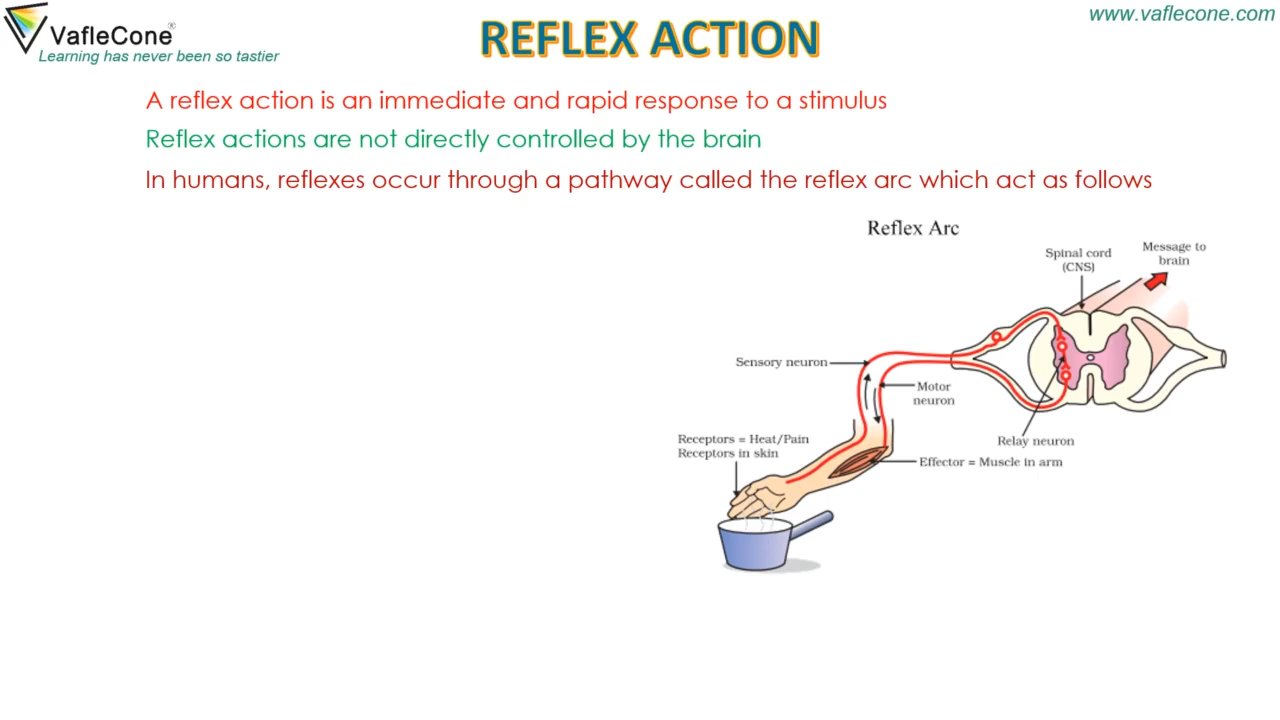 VafleCone®
Learning has never been so tastier
REFLEX ACTION
www.vaflecone.com
A reflex action is an immediate and rapid response to a stimulus
Reflex actions are not directly controlled by the brain
In humans, reflexes occur through a pathway called the reflex arc which act as follows
Reflex Arc
Spinal cord
(CNS)
Message to
brain
Sensory neuron
Motor
neuron
Receptors = Heat/Pain
Receptors in skin
Relay neuron
Effector = Muscle in arm